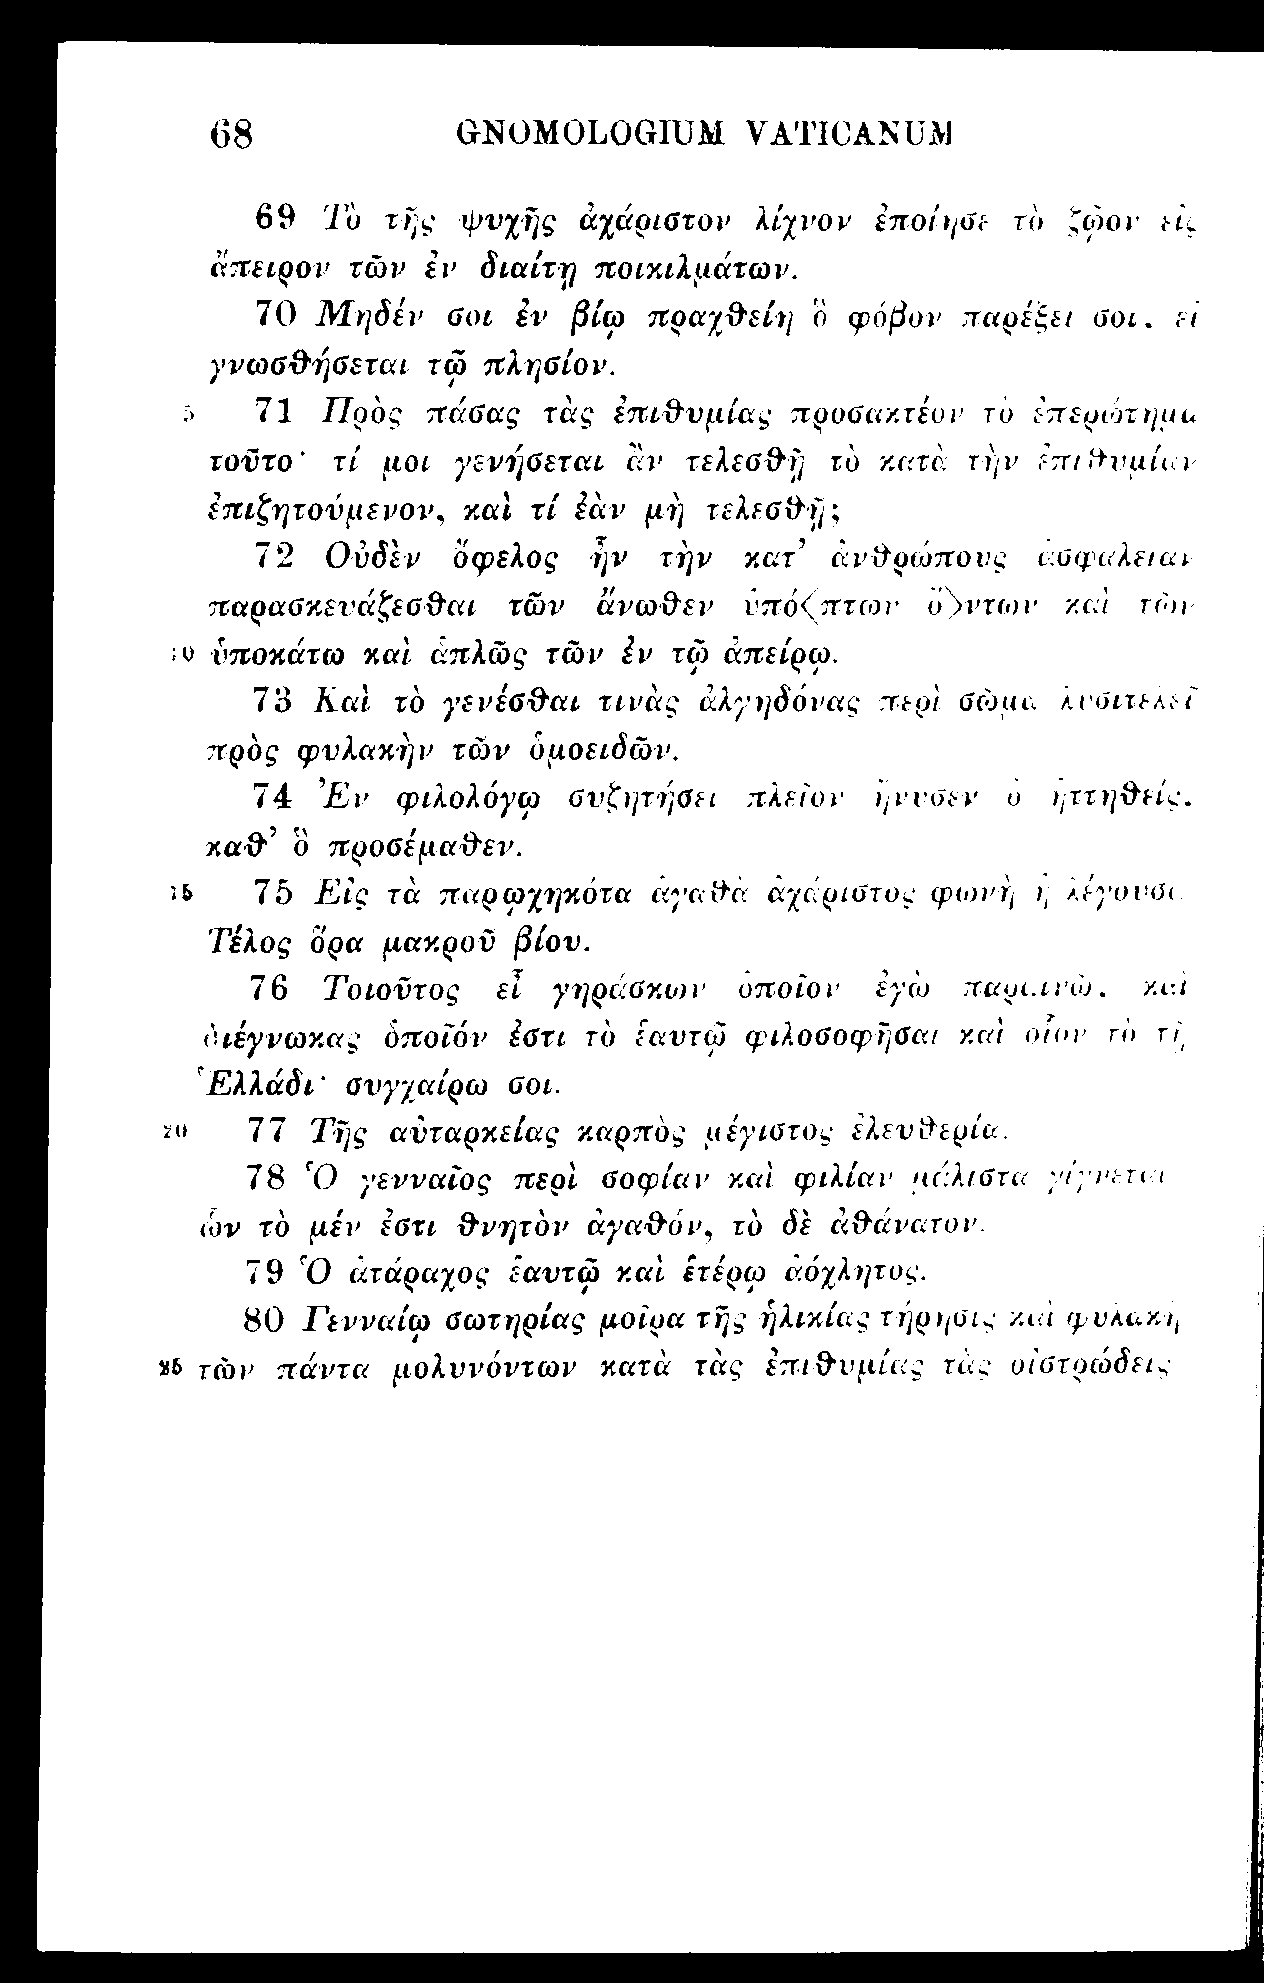 68 GNOMOLOGIUM VATICANUM
69 Τὸ τῆς ψυχῆς ἀχάριστον λίχνον ἐποίησε τὸ ζῷον εἰς
ἄπειρον τῶν ἐν διαίτῃ ποικιλμάτων.
70 Μηδέν σοι ἐν βίῳ πραχθείη ὃ φόβον παρέξει σοι, εἰ
γνωσθήσεται τῷ πλησίον.
5 71 Πρὸς πάσας τὰς ἐπιθυμίας προσακτέον τὸ ἐπερώτημα
τοῦτο· τί μοι γενήσεται ἂν τελεσθῇ τὸ κατὰ τὴν ἐπιθυμίαν
ἐπιζητούμενον, καὶ τί ἐὰν μὴ τελεσθῇ;
72 Οὐδὲν ὄφελος ἦν τὴν κατ’ ἀνθρώπους ἀσφάλειαν
παρασκευάζεσθαι τῶν ἄνωθεν ὑπό〈πτων ὄ〉ντων καὶ τῶν
10 ὑποκάτω καὶ ἁπλῶς τῶν ἐν τῷ ἀπείρῳ.
73 Καὶ τὸ γενέσθαι τινὰς ἀλγηδόνας περὶ σῶμα λυσιτελεῖ
πρὸς φυλακὴν τῶν ὁμοειδῶν.
74 Ἐν φιλολόγῳ συζητήσει πλεῖον ἤνυσεν ὁ ἡττηθείς,
καθ’ ὃ προσέμαθεν.
15 75 Εἰς τὰ παρῳχηκότα ἀγαθὰ ἀχάριστος φωνὴ ἡ λέγουσα
Τέλος ὅρα μακροῦ βίου.
76 Τοιοῦτος εἶ γηράσκων ὁποῖον ἐγὼ παραινῶ, καὶ
διέγνωκας ὁποῖόν ἐστι τὸ ἑαυτῷ φιλοσοφῆσαι καὶ οἷον τὸ τῇ
Ἑλλάδι· συγχαίρω σοι.
20 77 Τῆς αὐταρκείας καρπὸς μέγιστος ἐλευθερία.
78 Ὁ γενναῖος περὶ σοφίαν καὶ φιλίαν μάλιστα γίγνεται
ὧν τὸ μέν ἐστι θνητὸν ἀγαθόν, τὸ δὲ ἀθάνατον.
79 Ὁ ἀτάραχος ἑαυτῷ καὶ ἑτέρῳ ἀόχλητος.
80 Γενναίῳ σωτηρίας μοῖρα τῆς ἡλικίας τήρησις καὶ φυλακὴ
25 τῶν πάντα μολυνόντων κατὰ τὰς ἐπιθυμίας τὰς οἰστρώδεις